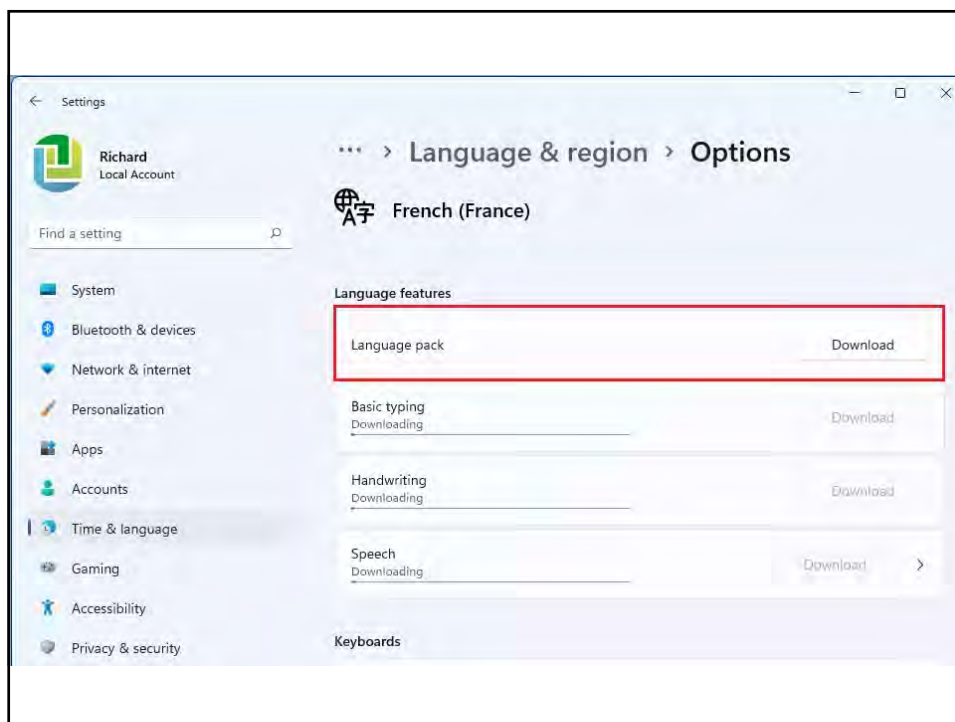 Settings
Richard
Local Account
Find a setting
System
Bluetooth & devices
Network & internet
Personalization
Apps
Accounts
Time & language
Gaming
Accessibility
Privacy & security
... > Language & region > Options
French (France)
Language features
Language pack Download
Basic typing
Downloading
Download
Handwriting
Downloading
Download
Speech
Downloading
Download
Keyboards